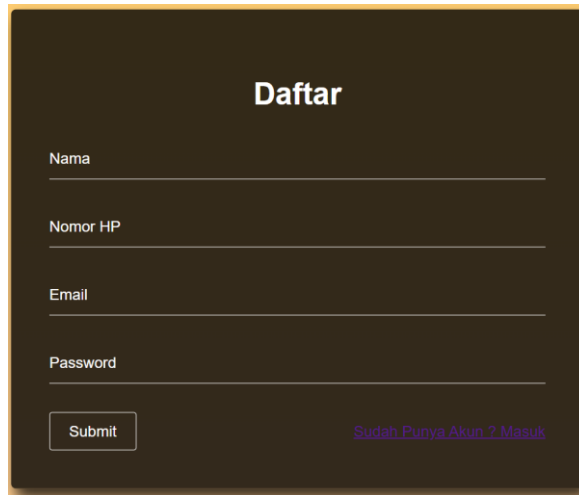 Daftar
Nama
Nomor HP
Email
Password
Submit
Sudah Punya Akun ? Masuk